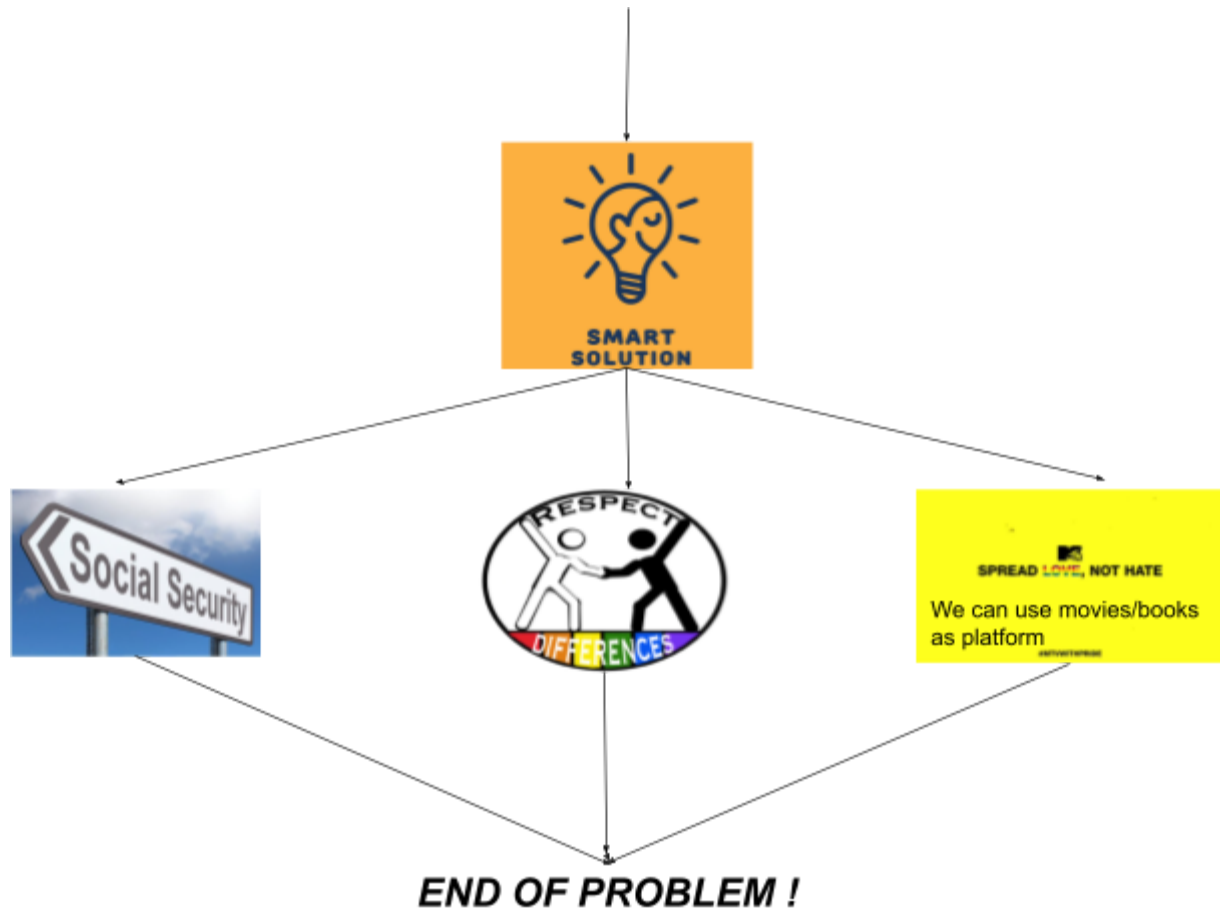 SMART
SOLUTION
Social Security
RESPECT
DIFFERENCES
SPREAD LOVE, NOT HATE
We can use movies/books
as platform
#MTVWITHPRIDE
END OF PROBLEM !